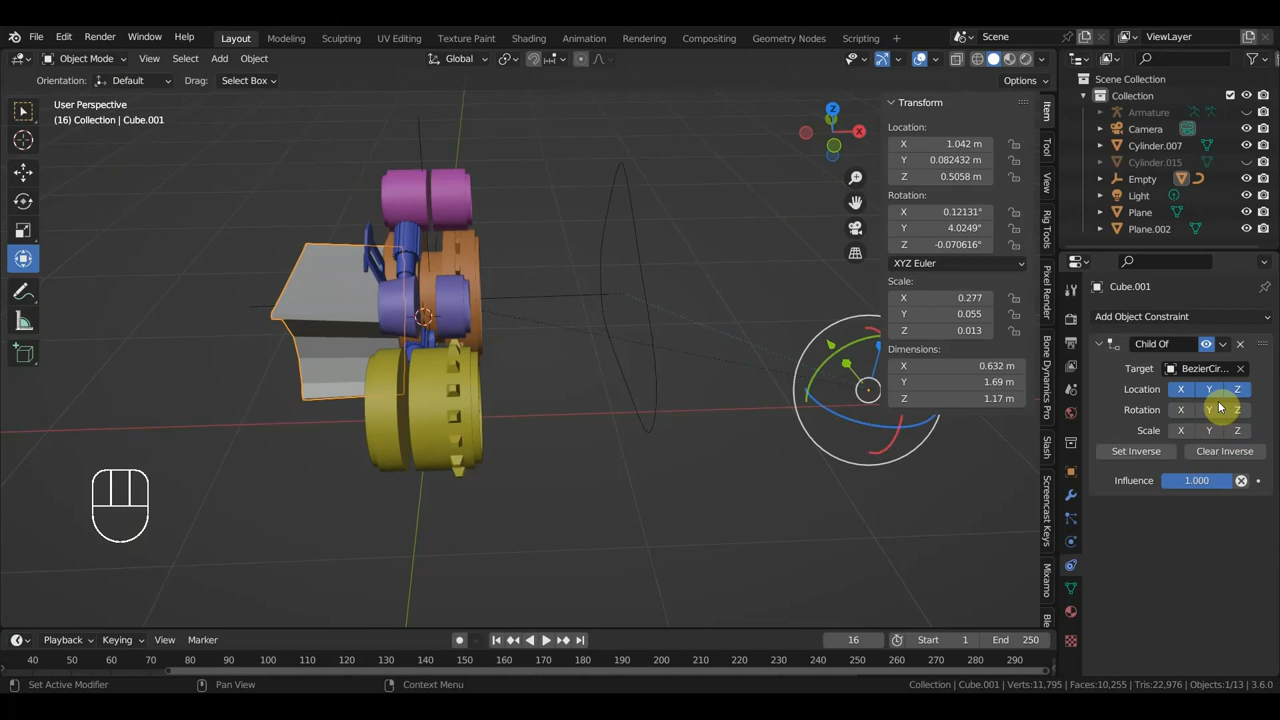 File Edit Render Window Help Layout Modeling Sculpting UV Editing Texture Paint Shading Animation Rendering Compositing Geometry Nodes Scripting + Scene ViewLayer
Object Mode View Select Add Object Global Options
Orientation: Default Drag: Select Box
User Perspective
(16) Collection | Cube.001
Z
X
Transform
Location:
X 1.042 m
Y 0.082432 m
Z 0.5058 m
Rotation:
X 0.12131°
Y 4.0249°
Z -0.070616°
XYZ Euler
Scale:
X 0.277
Y 0.055
Z 0.013
Dimensions:
X 0.632 m
Y 1.69 m
Z 1.17 m
Item
Tool
View
Rig Tools
Pixel Render
Bone Dynamics Pro
Slash
Screencast Keys
Mixamo
Ble
Scene Collection
Collection
Armature
Camera
Cylinder.007
Cylinder.015
Empty
Light
Plane
Plane.002
Cube.001
Add Object Constraint
Child Of
Target BezierCir...
Location X Y Z
Rotation X Y Z
Scale X Y Z
Set Inverse Clear Inverse
Influence 1.000
Playback Keying View Marker 16 Start 1 End 250
40 50 60 70 80 90 100 110 120 130 140 150 160 170 180 190 200 210 220 230 240 250 260 270 280 290
Set Active Modifier Pan View Context Menu Collection | Cube.001 | Verts:11,795 | Faces:10,255 | Tris:22,976 | Objects:1/13 | 3.6.0